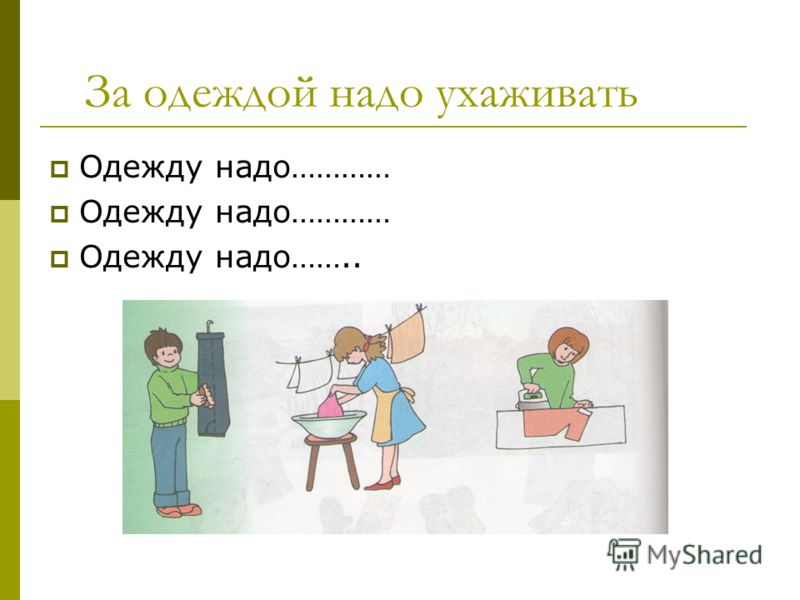 За одеждой надо ухаживать
Одежду надо…………
Одежду надо…………
Одежду надо……..
MyShared